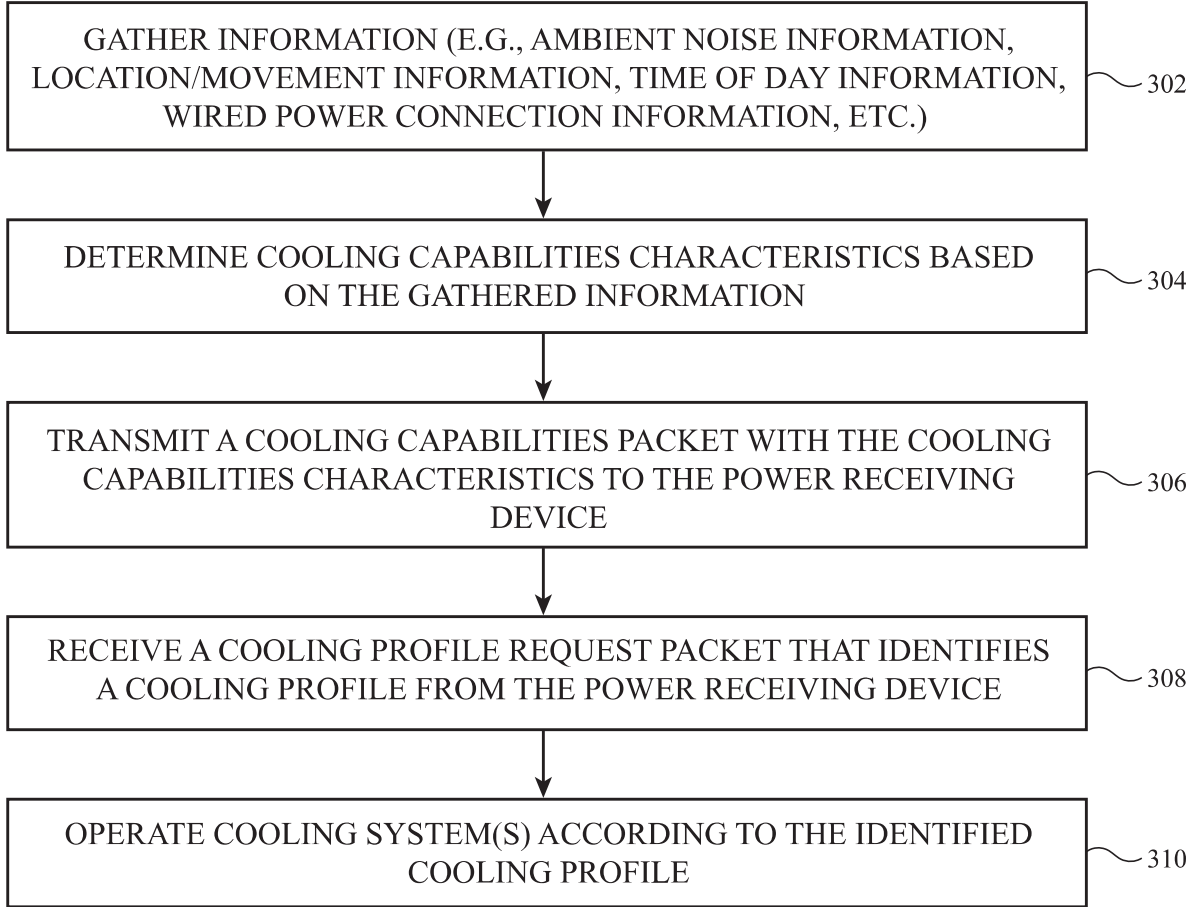 GATHER INFORMATION (E.G., AMBIENT NOISE INFORMATION,
LOCATION/MOVEMENT INFORMATION, TIME OF DAY INFORMATION,
WIRED POWER CONNECTION INFORMATION, ETC.)
302
DETERMINE COOLING CAPABILITIES CHARACTERISTICS BASED
ON THE GATHERED INFORMATION
304
TRANSMIT A COOLING CAPABILITIES PACKET WITH THE COOLING
CAPABILITIES CHARACTERISTICS TO THE POWER RECEIVING
DEVICE
306
RECEIVE A COOLING PROFILE REQUEST PACKET THAT IDENTIFIES
A COOLING PROFILE FROM THE POWER RECEIVING DEVICE
308
OPERATE COOLING SYSTEM(S) ACCORDING TO THE IDENTIFIED
COOLING PROFILE
310